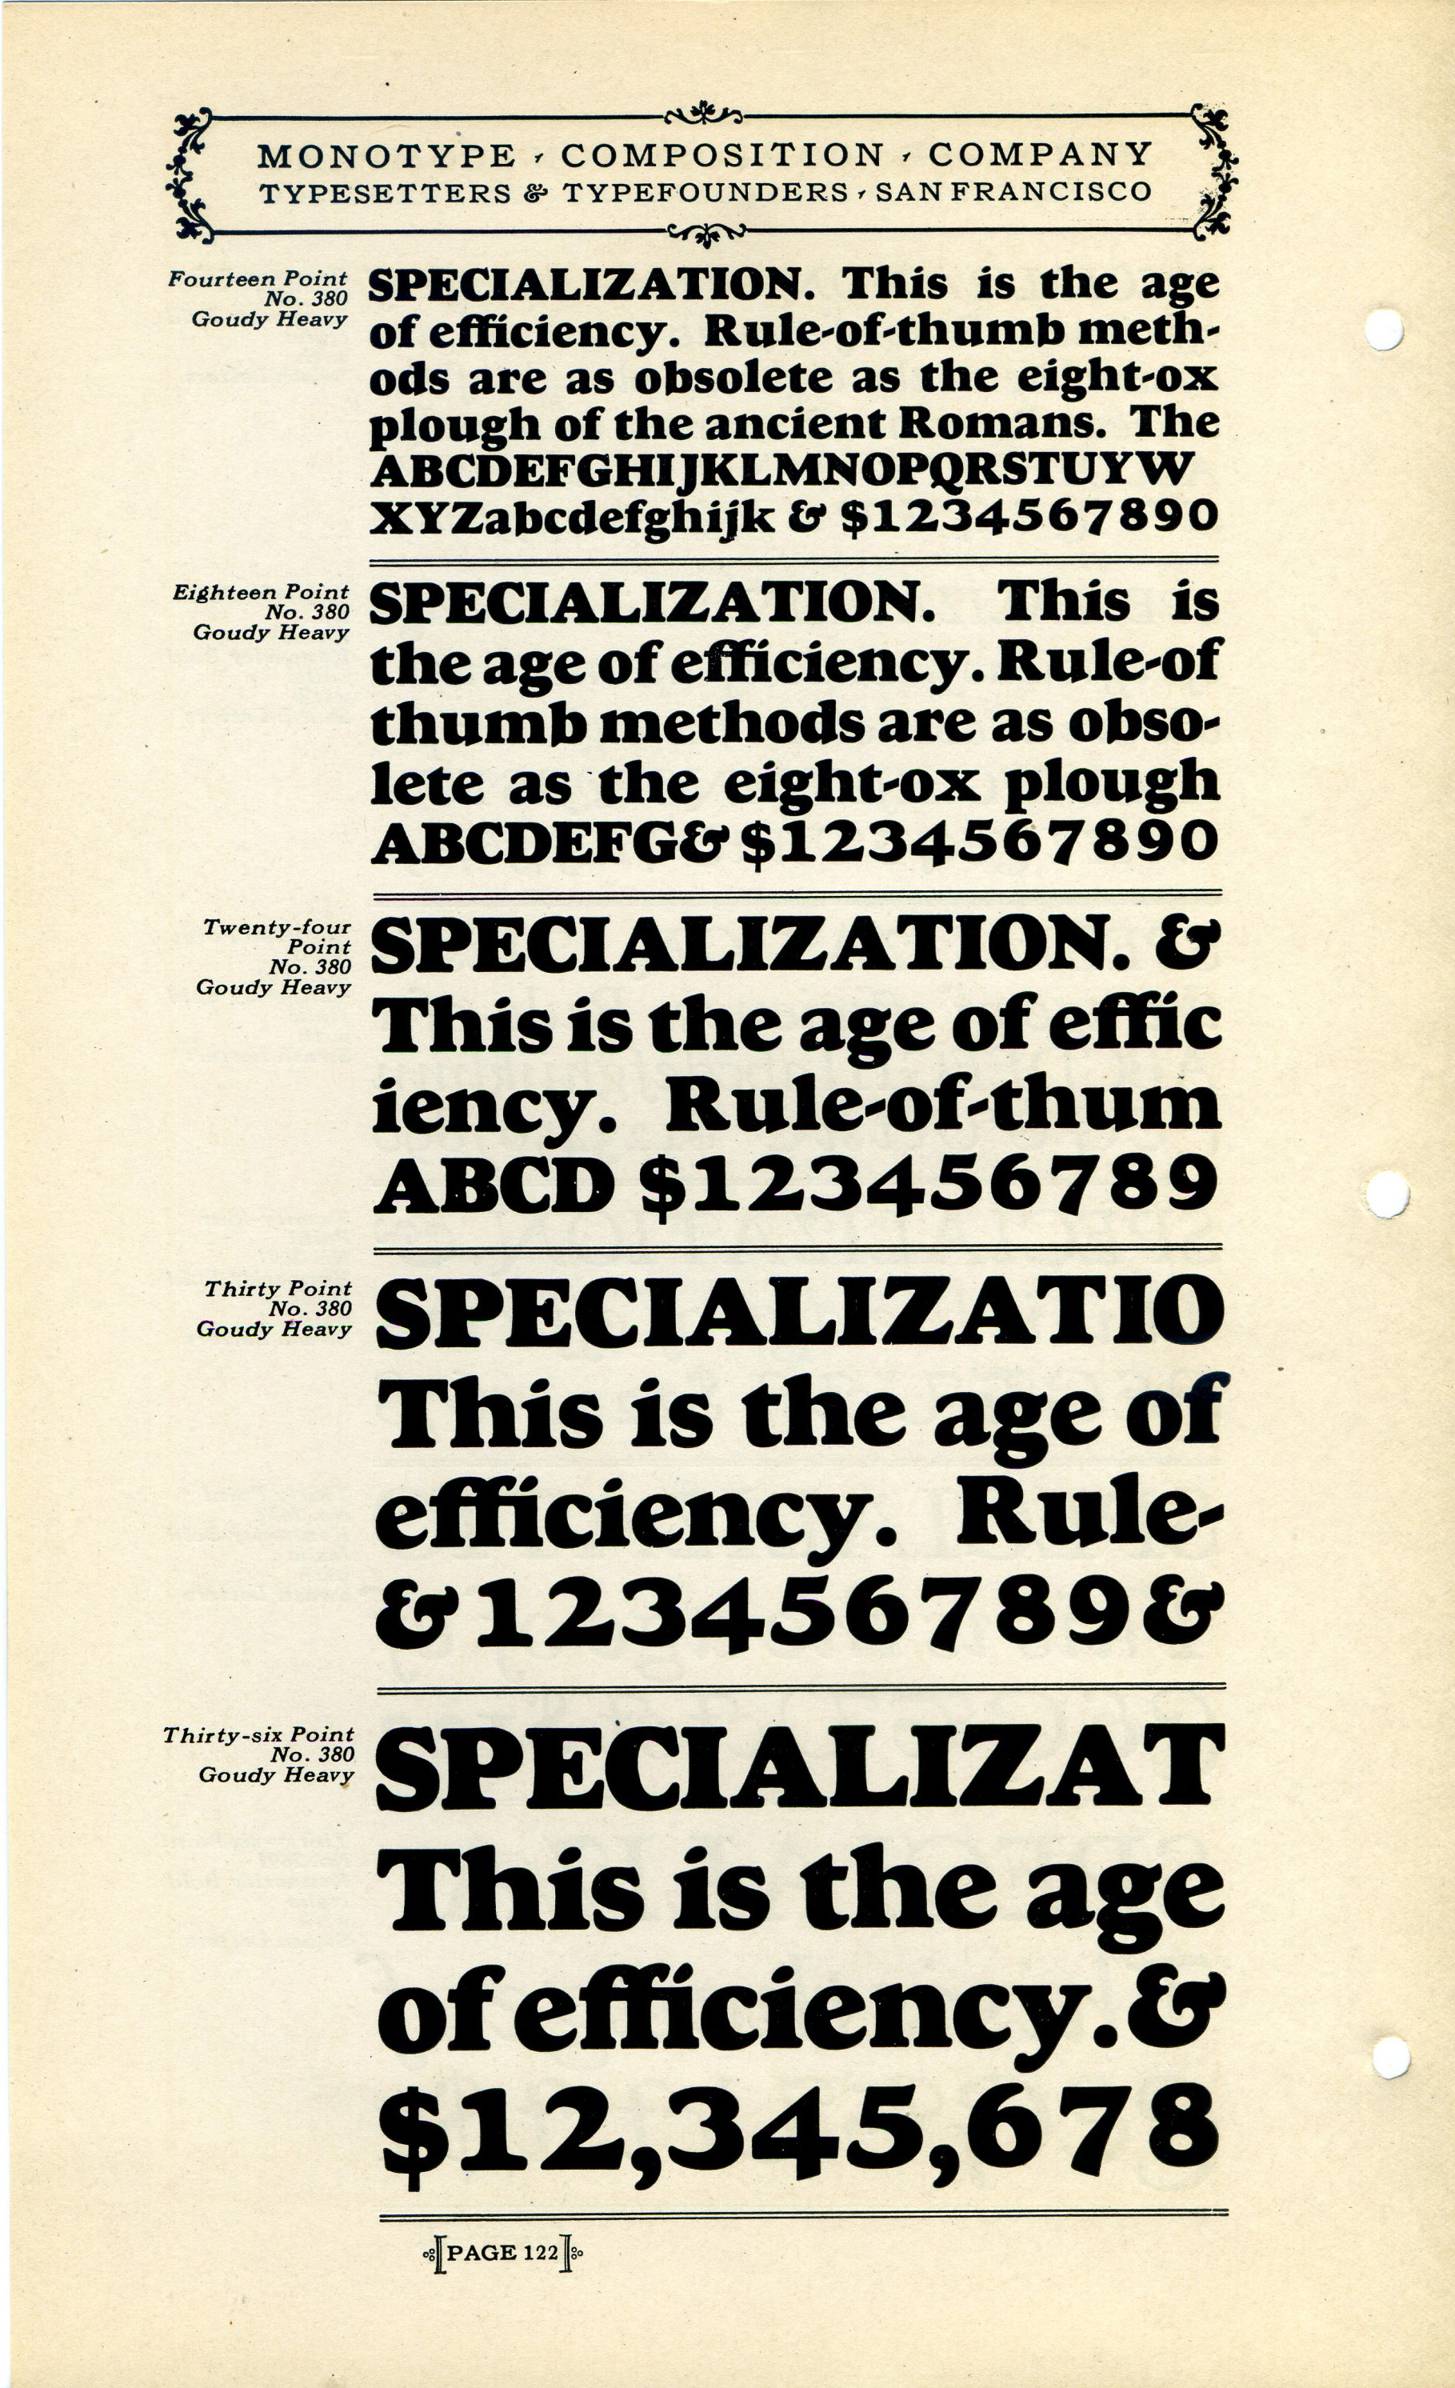 MONOTYPE , COMPOSITION , COMPANY
TYPESETTERS & TYPEFOUNDERS , SAN FRANCISCO
Fourteen Point
No. 380
Goudy Heavy
SPECIALIZATION. This is the age
of efficiency. Rule-of-thumb meth-
ods are as obsolete as the eight-ox
plough of the ancient Romans. The
ABCDEFGHIJKLMNOPQRSTUYW
XYZabcdefghijk & $1234567890
Eighteen Point
No. 380
Goudy Heavy
SPECIALIZATION. This is
the age of efficiency. Rule-of
thumb methods are as obso-
lete as the eight-ox plough
ABCDEFG& $1234567890
Twenty-four
Point
No. 380
Goudy Heavy
SPECIALIZATION. &
This is the age of effic
iency. Rule-of-thum
ABCD $123456789
Thirty Point
No. 380
Goudy Heavy
SPECIALIZATIO
This is the age of
efficiency. Rule-
&123456789&
Thirty-six Point
No. 380
Goudy Heavy
SPECIALIZAT
This is the age
of efficiency.&
$12,345,678
PAGE 122